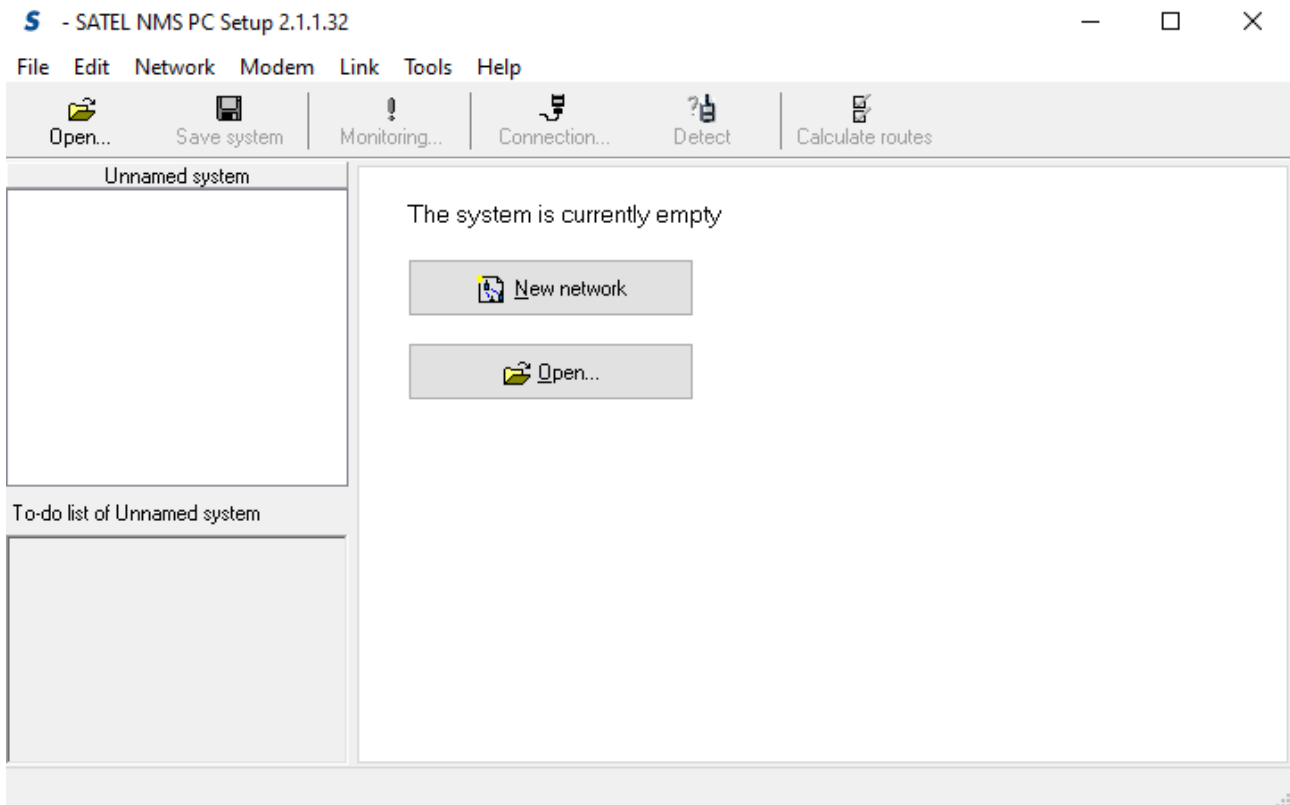 S - SATEL NMS PC Setup 2.1.1.32
File Edit Network Modem Link Tools Help
Open... Save system Monitoring... Connection... Detect Calculate routes
Unnamed system
The system is currently empty
New network
Open...
To-do list of Unnamed system